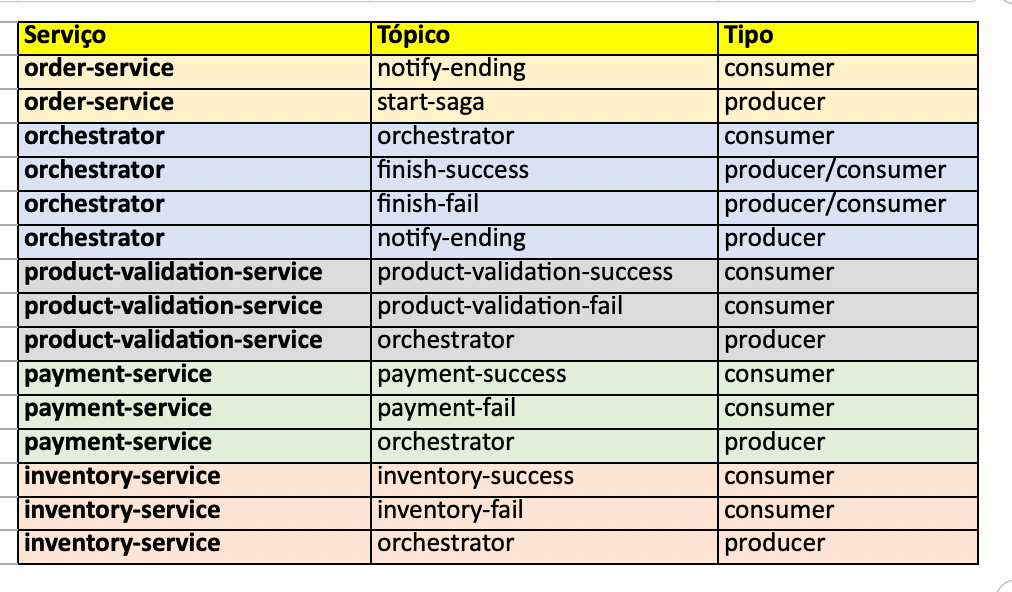 Serviço Tópico Tipo
order-service notify-ending consumer
order-service start-saga producer
orchestrator orchestrator consumer
orchestrator finish-success producer/consumer
orchestrator finish-fail producer/consumer
orchestrator notify-ending producer
product-validation-service product-validation-success consumer
product-validation-service product-validation-fail consumer
product-validation-service orchestrator producer
payment-service payment-success consumer
payment-service payment-fail consumer
payment-service orchestrator producer
inventory-service inventory-success consumer
inventory-service inventory-fail consumer
inventory-service orchestrator producer